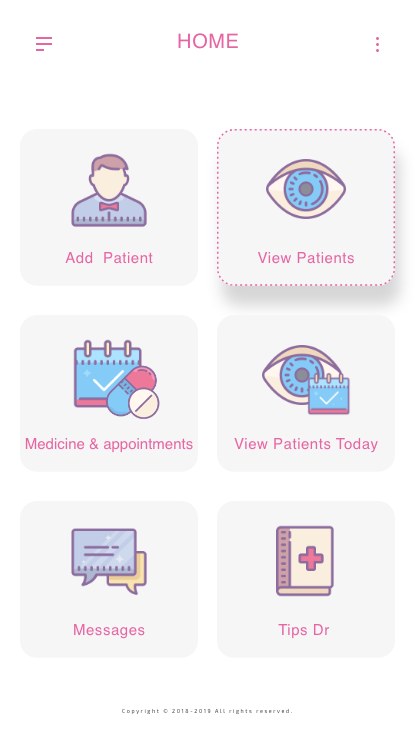 HOME
Add Patient
View Patients
Medicine & appointments
View Patients Today
Messages
Tips Dr
Copyright © 2018-2019 All rights reserved.